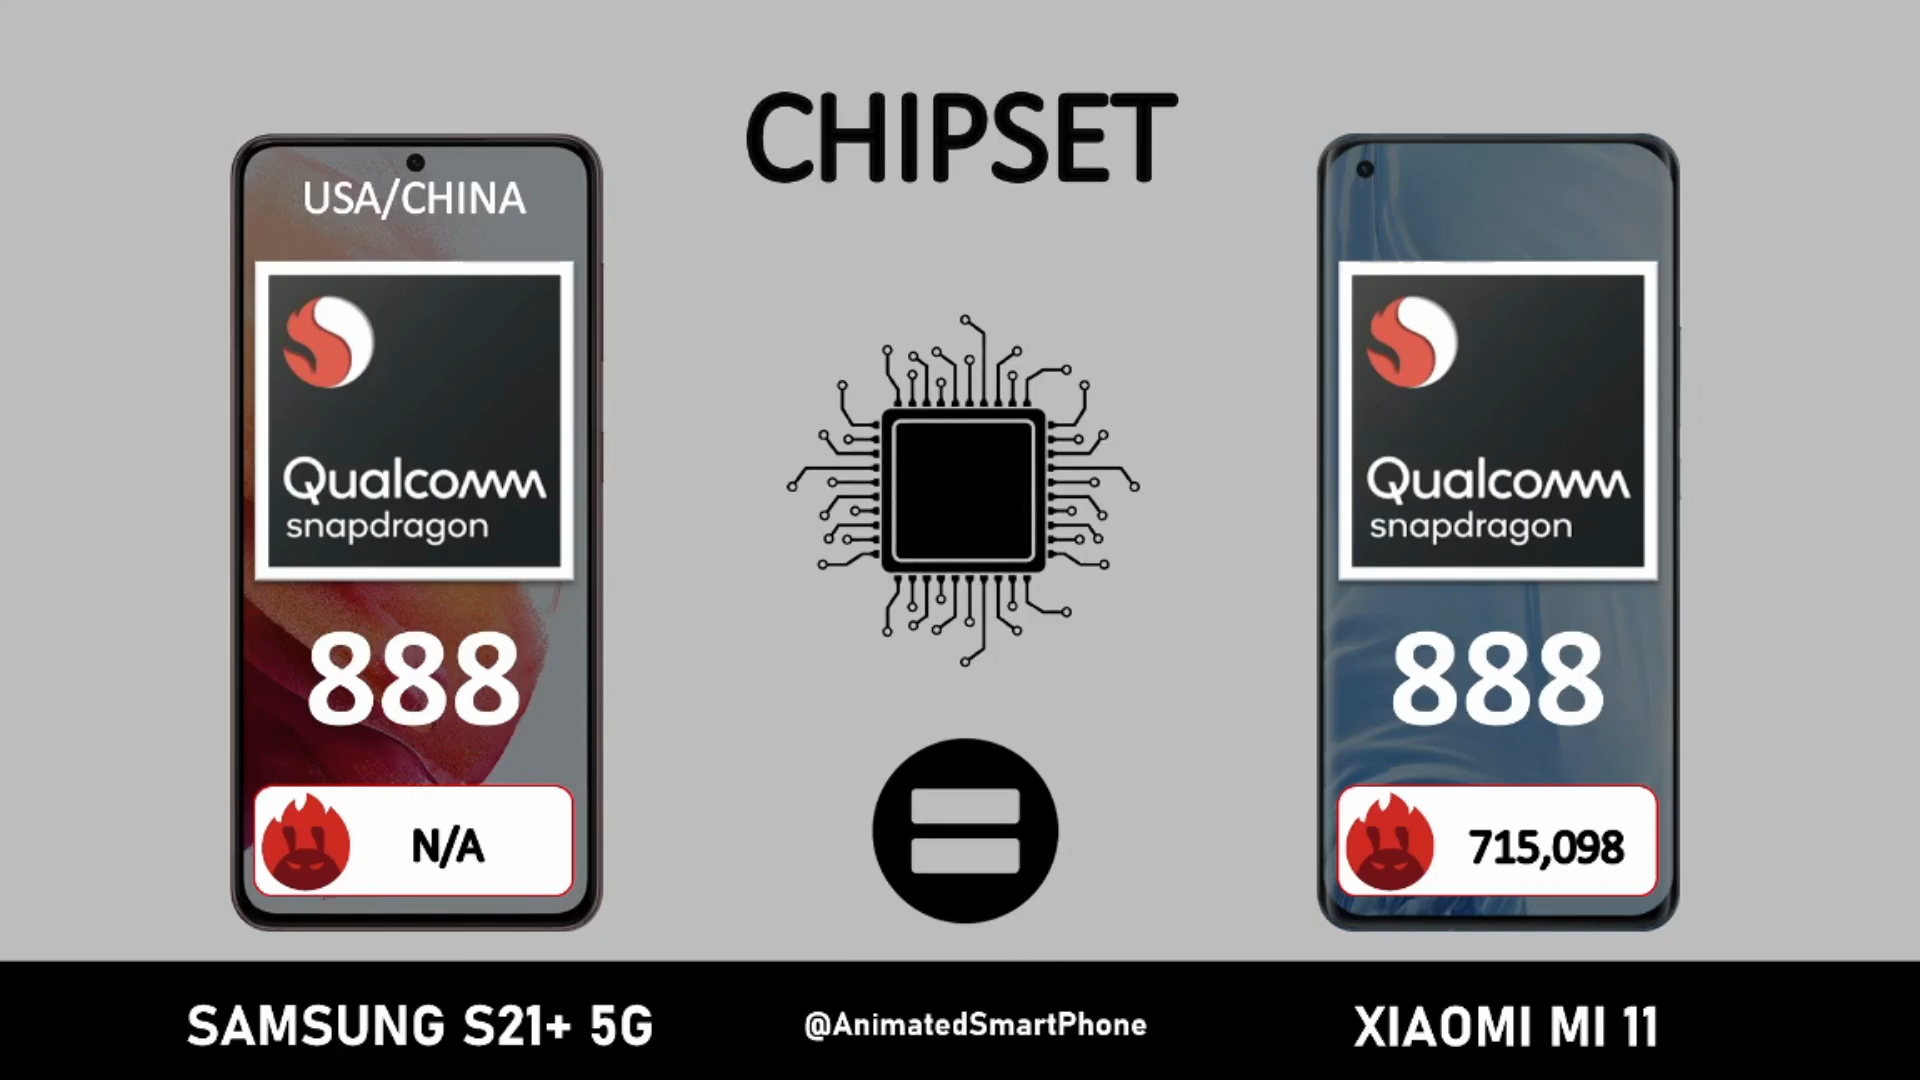 CHIPSET
USA/CHINA
Qualcomm
snapdragon
888
N/A
Qualcomm
snapdragon
888
715,098
SAMSUNG S21+ 5G
@AnimatedSmartPhone
XIAOMI MI 11